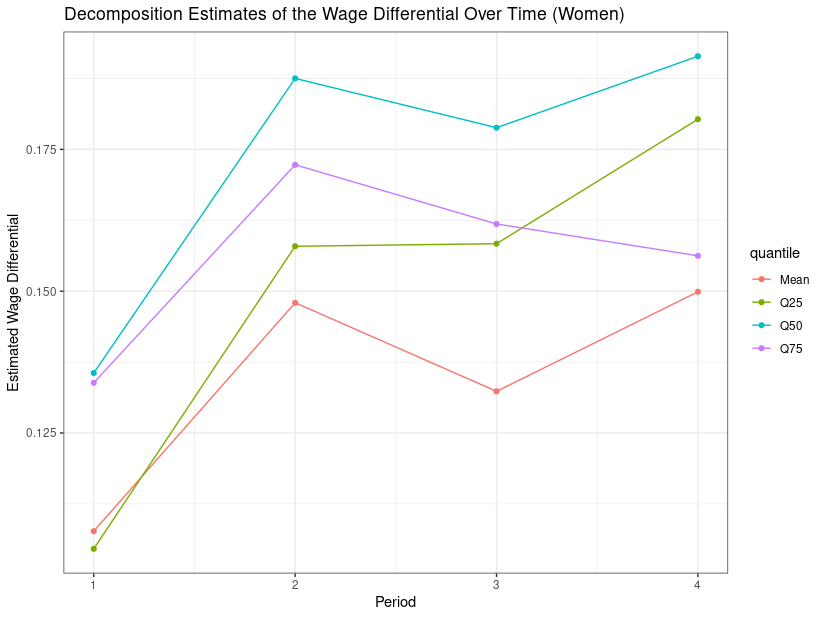 Decomposition Estimates of the Wage Differential Over Time (Women)
Estimated Wage Differential
0.175
0.150
0.125
1 2 3 4
Period
quantile
Mean
Q25
Q50
Q75